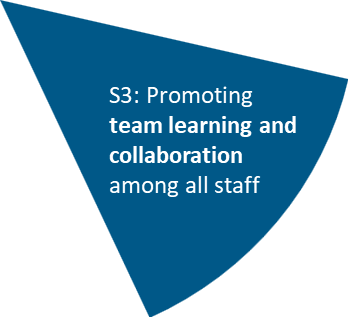 S3: Promoting
team learning and
collaboration
among all staff